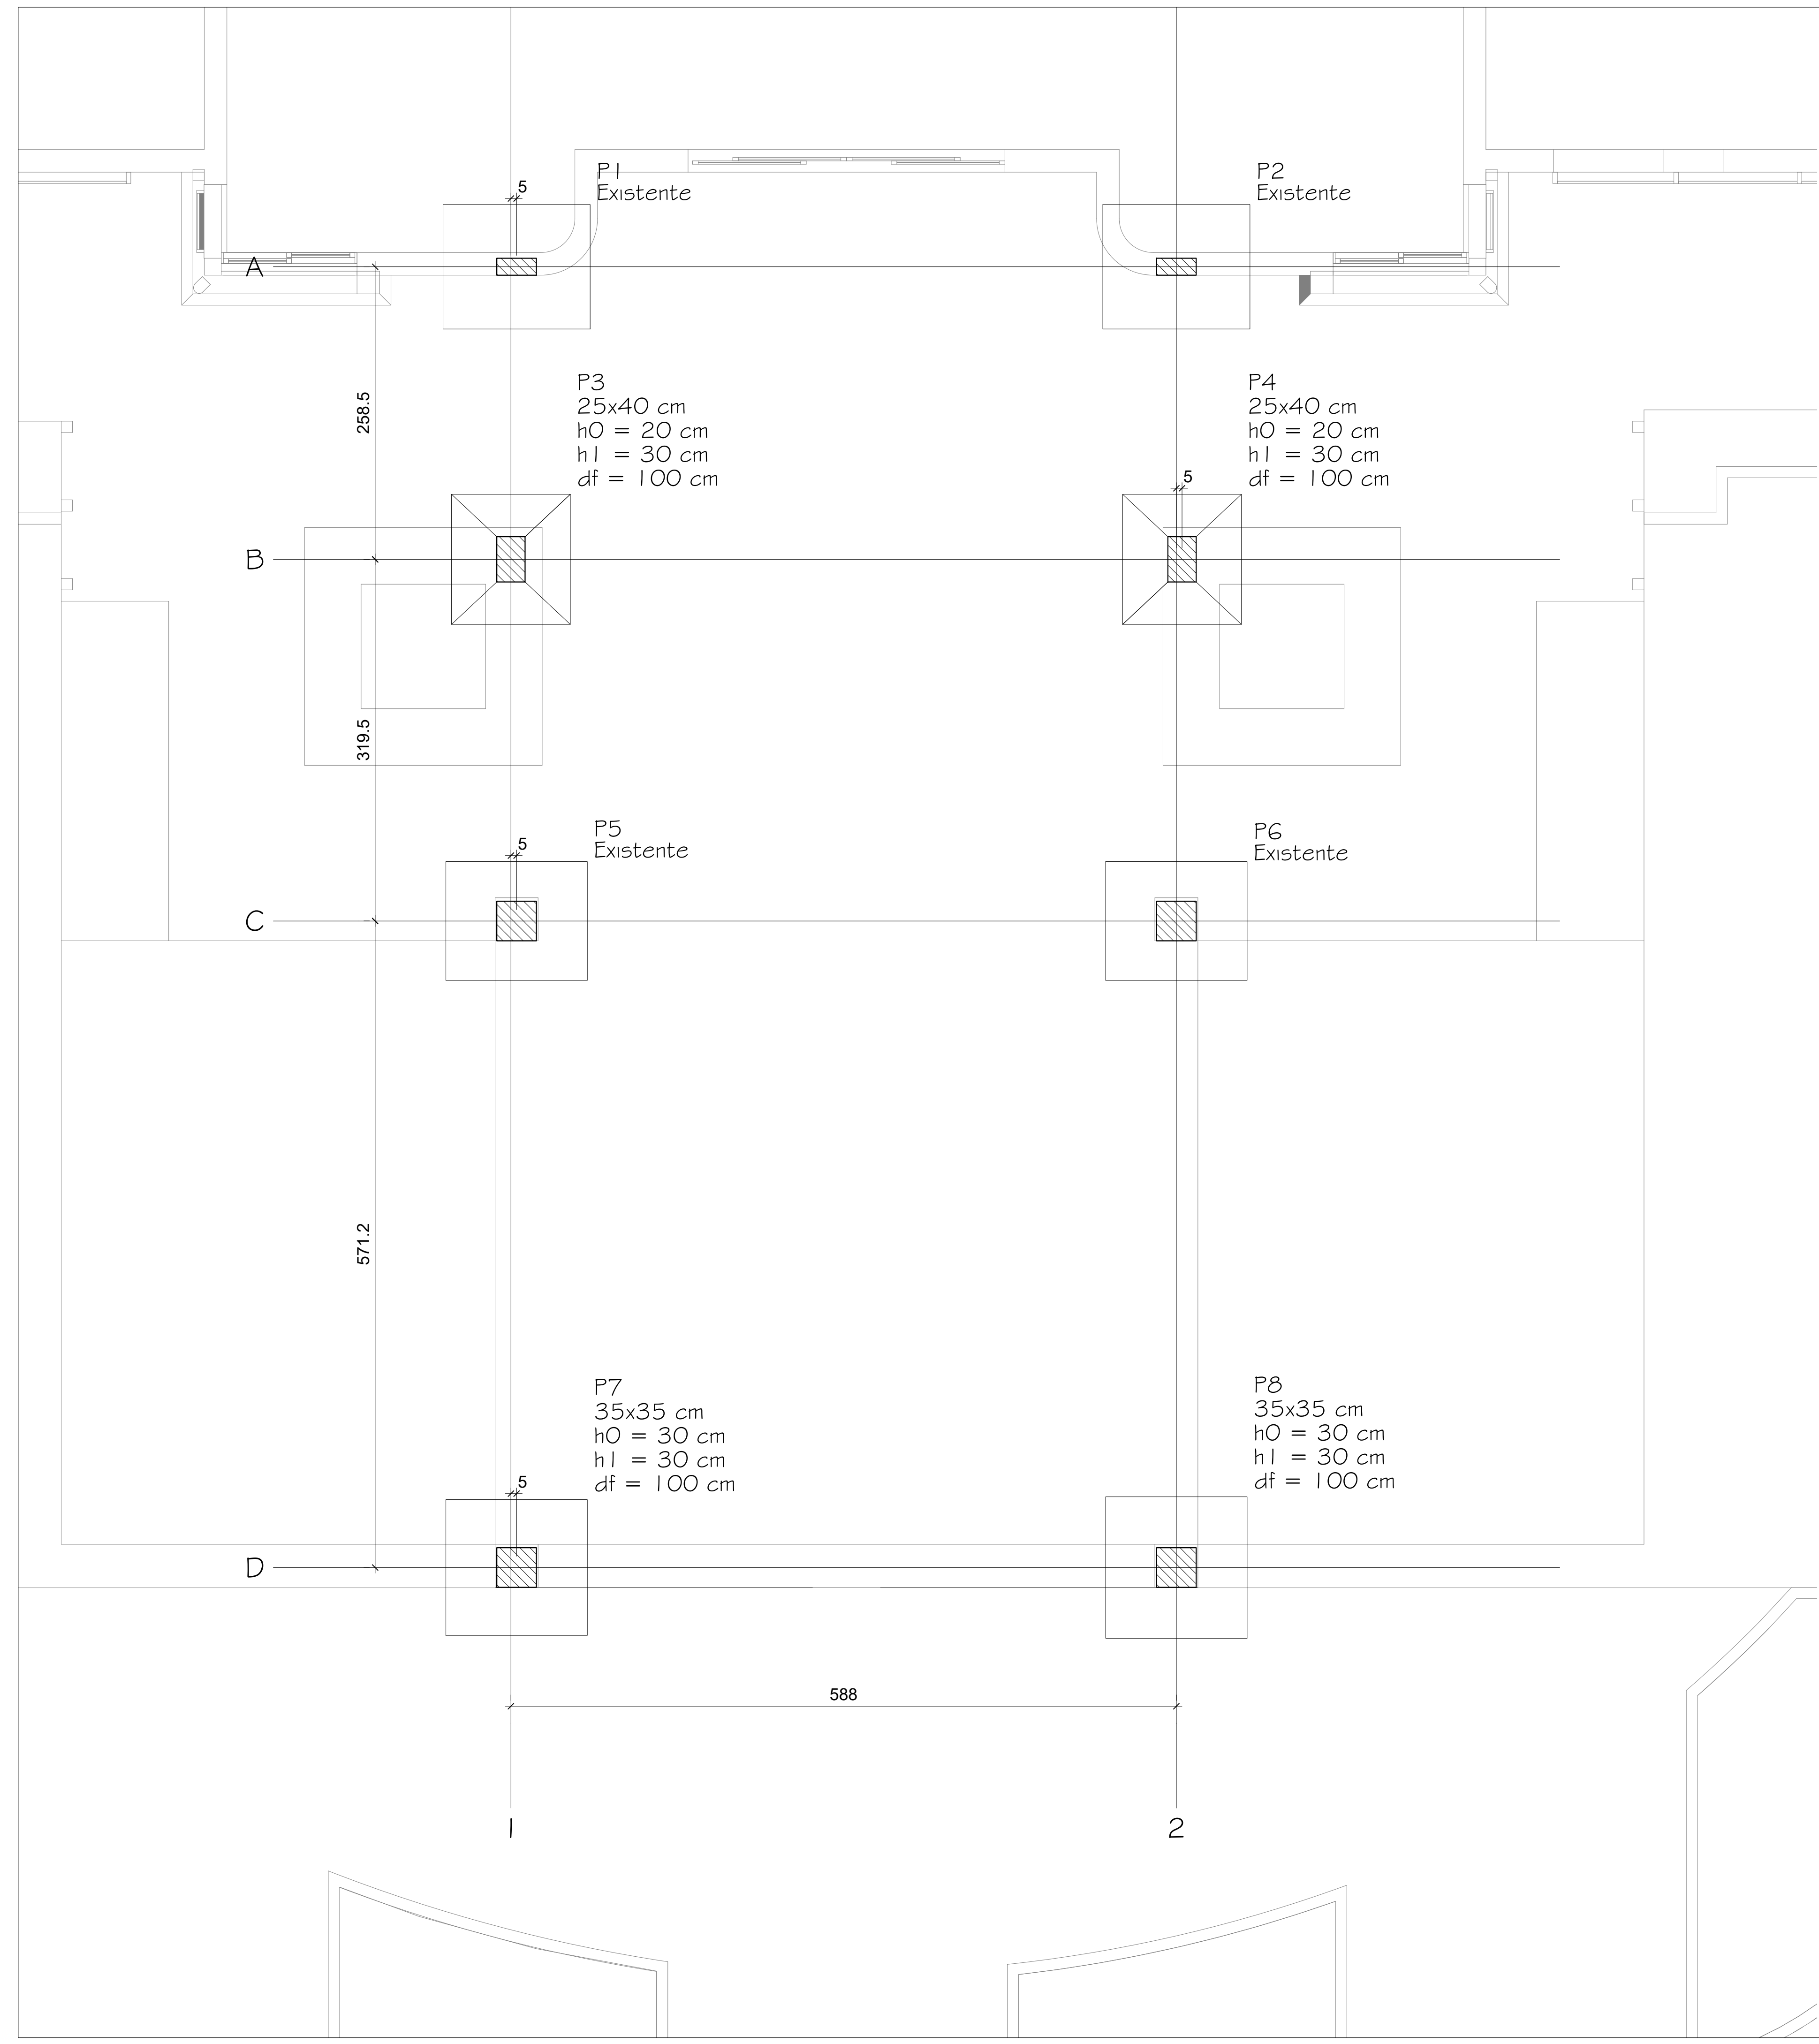 P1
Existente
5
P2
Existente
A
258.5
P3
25x40 cm
h0 = 20 cm
h1 = 30 cm
df = 100 cm
P4
25x40 cm
h0 = 20 cm
h1 = 30 cm
df = 100 cm
5
B
319.5
P5
Existente
5
P6
Existente
C
571.2
P7
35x35 cm
h0 = 30 cm
h1 = 30 cm
df = 100 cm
5
P8
35x35 cm
h0 = 30 cm
h1 = 30 cm
df = 100 cm
D
588
1
2